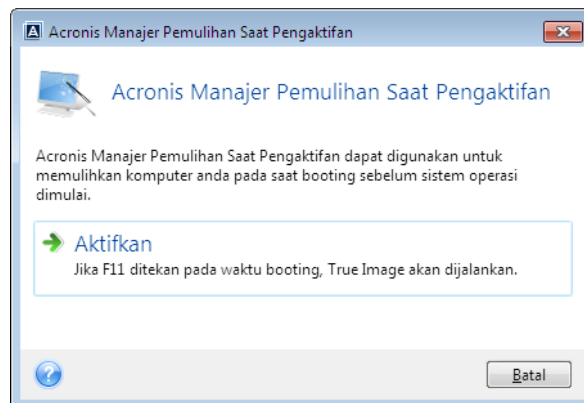 Acronis Manajer Pemulihan Saat Pengaktifan
Acronis Manajer Pemulihan Saat Pengaktifan
Acronis Manajer Pemulihan Saat Pengaktifan dapat digunakan untuk
memulihkan komputer anda pada saat booting sebelum sistem operasi
dimulai.
Aktifkan
Jika F11 ditekan pada waktu booting, True Image akan dijalankan.
Batal